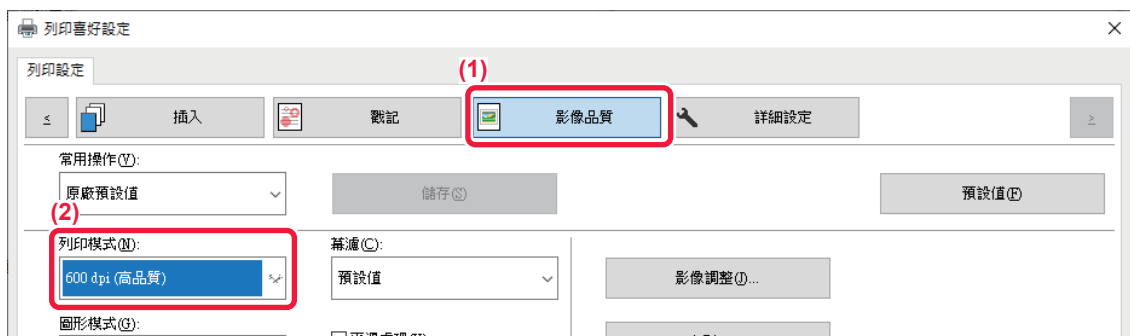 列印喜好設定
列印設定
(1)
≤ 插入 戳記 影像品質 詳細設定 ≥
常用操作(Y):
原廠預設值 儲存(S) 預設值(F)
(2)
列印模式(N): 幕濾(C):
600 dpi (高品質) 預設值 影像調整(J)...
圖形模式(G):